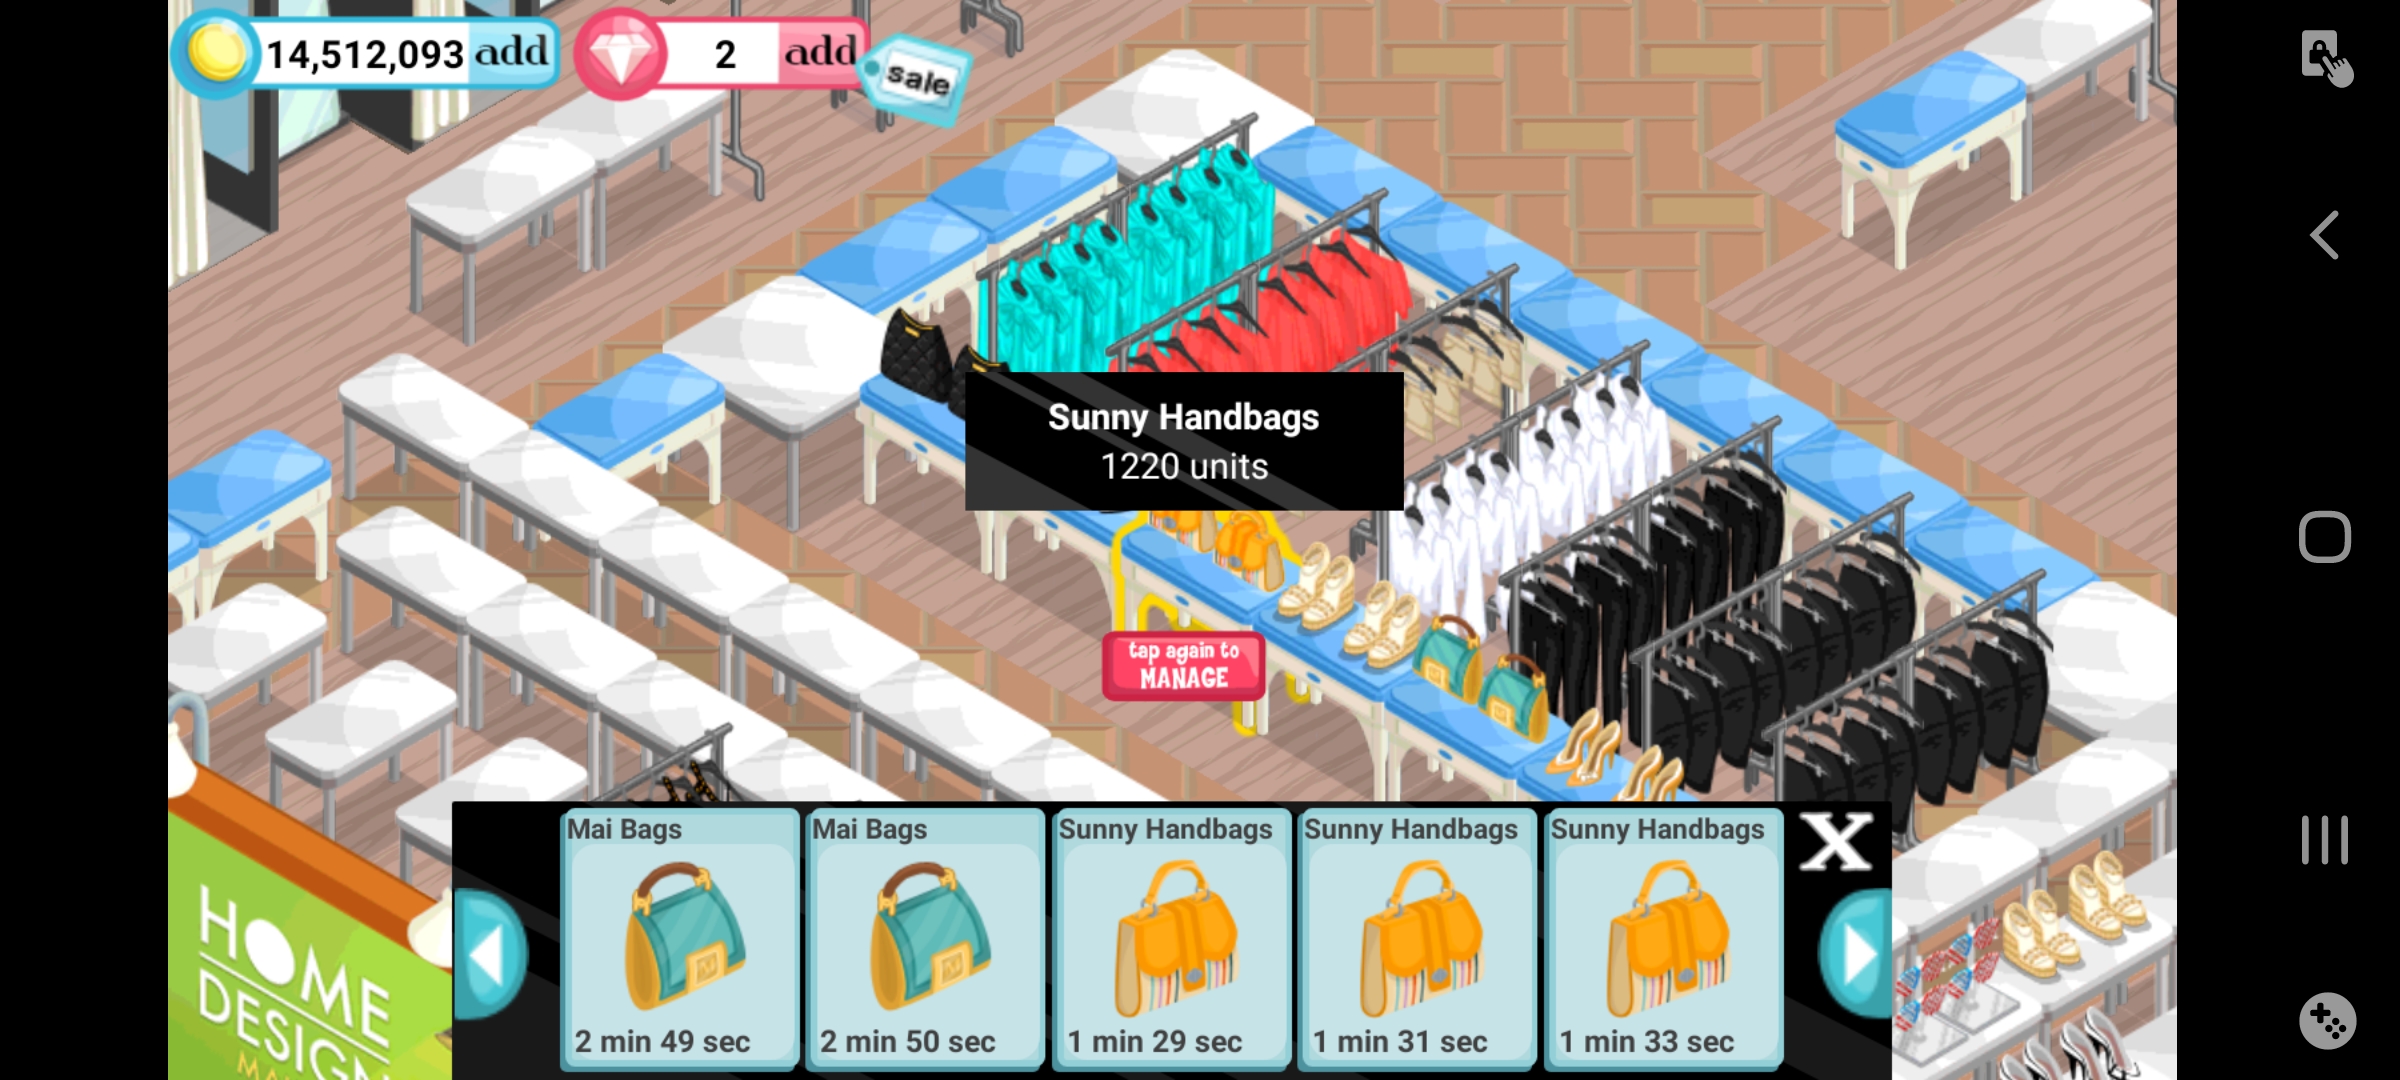 14,512,093 add
2 add
sale
Sunny Handbags
1220 units
tap again to
MANAGE
Mai Bags
2 min 49 sec
Mai Bags
2 min 50 sec
Sunny Handbags
1 min 29 sec
Sunny Handbags
1 min 31 sec
Sunny Handbags
1 min 33 sec
X
HOME
DESIGN